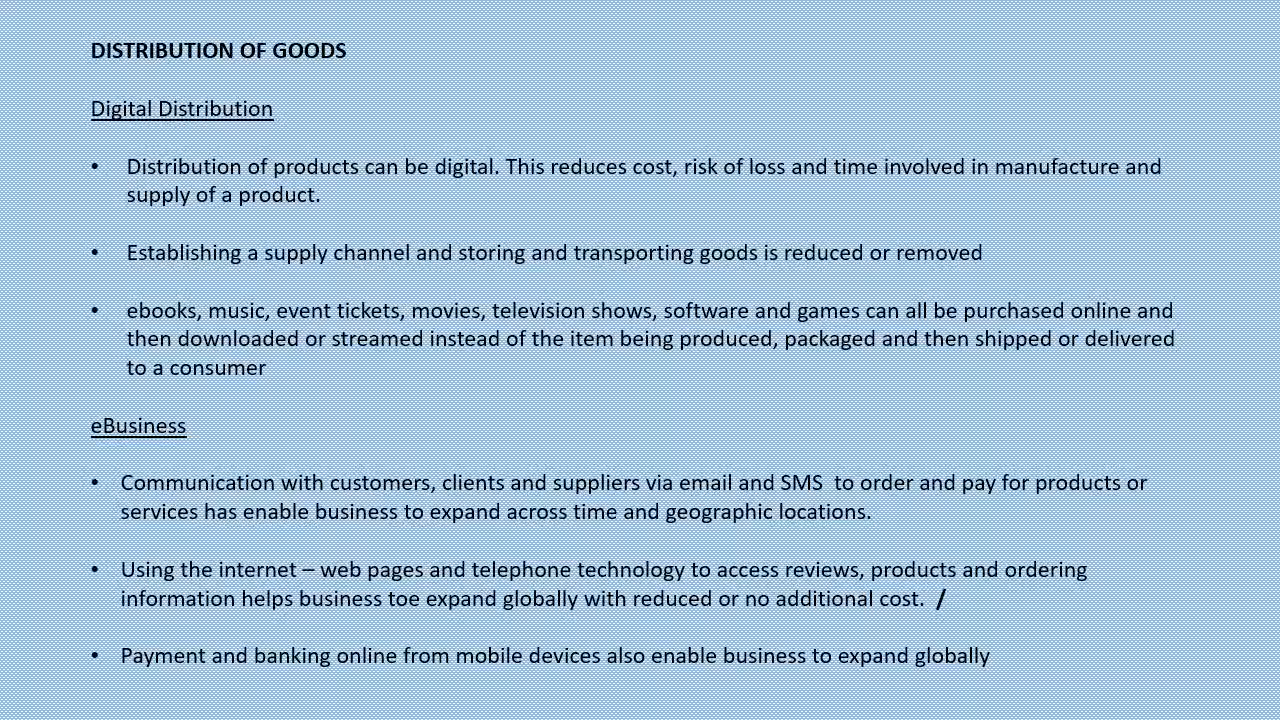 DISTRIBUTION OF GOODS
Digital Distribution
• Distribution of products can be digital. This reduces cost, risk of loss and time involved in manufacture and
supply of a product.
• Establishing a supply channel and storing and transporting goods is reduced or removed
• ebooks, music, event tickets, movies, television shows, software and games can all be purchased online and
then downloaded or streamed instead of the item being produced, packaged and then shipped or delivered
to a consumer
eBusiness
• Communication with customers, clients and suppliers via email and SMS  to order and pay for products or
services has enable business to expand across time and geographic locations.
• Using the internet – web pages and telephone technology to access reviews, products and ordering
information helps business toe expand globally with reduced or no additional cost.  /
• Payment and banking online from mobile devices also enable business to expand globally